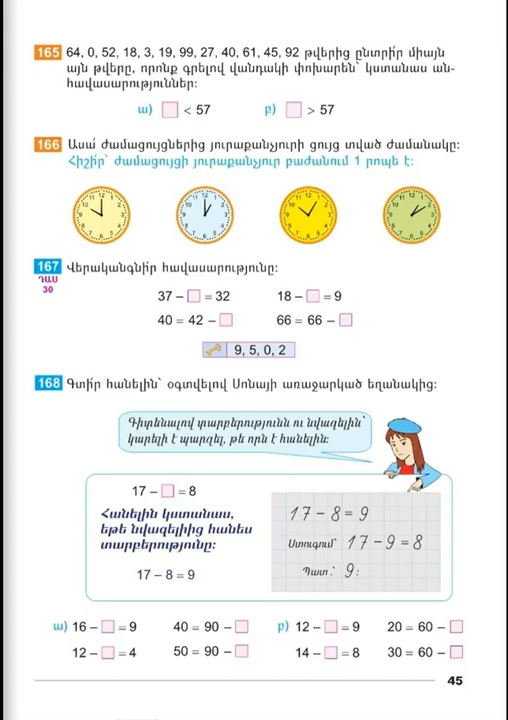 165 64, 0, 52, 18, 3, 19, 99, 27, 40, 61, 45, 92 թվերից ընտրի՛ր միայն
այն թվերը, որոնք գրելով վանդակի փոխարեն՝ կստանաս ան-
հավասարություններ։
ա) □ < 57 բ) □ > 57
166 Ասա՛ ժամացույցներից յուրաքանչյուրի ցույց տված ժամանակը։
Հիշի՛ր՝ ժամացույցի յուրաքանչյուր բաժանում 1 րոպե է։
167 Վերականգնի՛ր հավասարությունը։
ԴԱՍ
30
37 – □ = 32 18 – □ = 9
40 = 42 – □ 66 = 66 – □
9, 5, 0, 2
168 Գտի՛ր հանելին՝ օգտվելով Սոնայի առաջարկած եղանակից։
Գիտենալով տարբերությունն ու նվազելին՝
կարելի է պարզել, թե որն է հանելին։
17 – □ = 8
Հանելին կստանաս,
եթե նվազելիից հանես
տարբերությունը։
17 – 8 = 9
17 – 8 = 9
Ստուգում՝ 17 – 9 = 8
Պատ.՝ 9։
ա) 16 – □ = 9 40 = 90 – □ բ) 12 – □ = 9 20 = 60 – □
12 – □ = 4 50 = 90 – □ 14 – □ = 8 30 = 60 – □
45